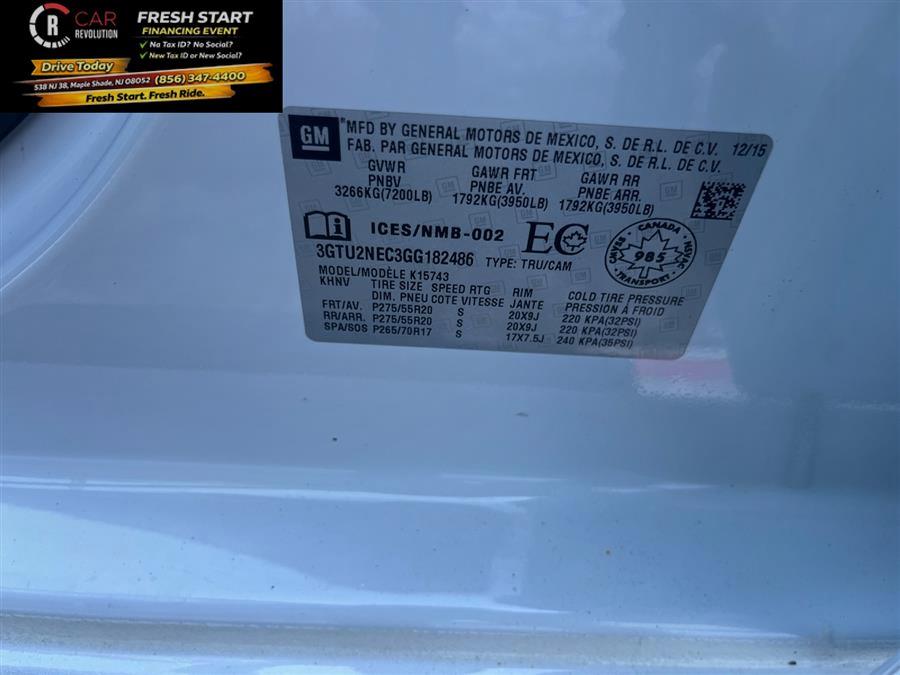 R CAR
REVOLUTION
FRESH START
FINANCING EVENT
✓ No Tax ID? No Social?
✓ New Tax ID or New Social?
Drive Today
538 NJ 38, Maple Shade, NJ 08052 (856) 347-4400
Fresh Start. Fresh Ride.
GM
*MFD BY GENERAL MOTORS DE MEXICO, S. DE R.L. DE C.V. 12/15
FAB. PAR GENERAL MOTORS DE MEXICO, S. DE R.L. DE C.V.
GVWR GAWR FRT GAWR RR
PNBV PNBE AV. PNBE ARR.
3266KG(7200LB) 1792KG(3950LB) 1792KG(3950LB)
i ICES/NMB-002 EC
CANADA
985
TRANSPORT
3GTU2NEC3GG182486 TYPE: TRU/CAM
MODEL/MODÈLE K15743
KHNV TIRE SIZE SPEED RTG RIM COLD TIRE PRESSURE
DIM. PNEU COTE VITESSE JANTE PRESSION À FROID
FRT/AV. P275/55R20 S 20X9J 220 KPA(32PSI)
RR/ARR. P275/55R20 S 20X9J 220 KPA(32PSI)
SPA/SOS P265/70R17 S 17X7.5J 240 KPA(35PSI)